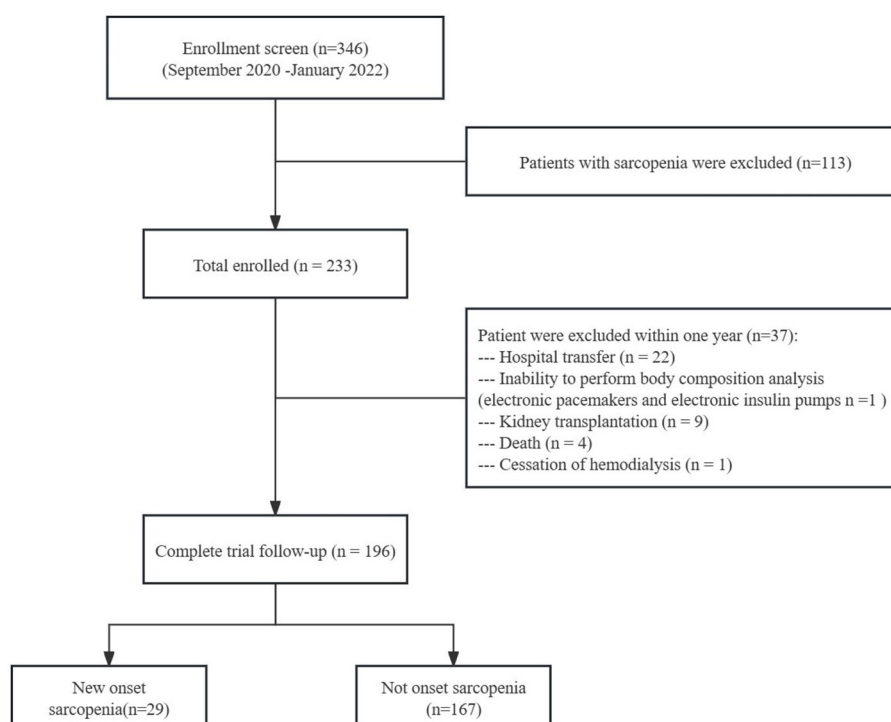 Enrollment screen (n=346)
(September 2020 -January 2022)
Patients with sarcopenia were excluded (n=113)
Total enrolled (n = 233)
Patient were excluded within one year (n=37):
--- Hospital transfer (n = 22)
--- Inability to perform body composition analysis
(electronic pacemakers and electronic insulin pumps n =1 )
--- Kidney transplantation (n = 9)
--- Death (n = 4)
--- Cessation of hemodialysis (n = 1)
Complete trial follow-up (n = 196)
New onset
sarcopenia(n=29)
Not onset sarcopenia
(n=167)